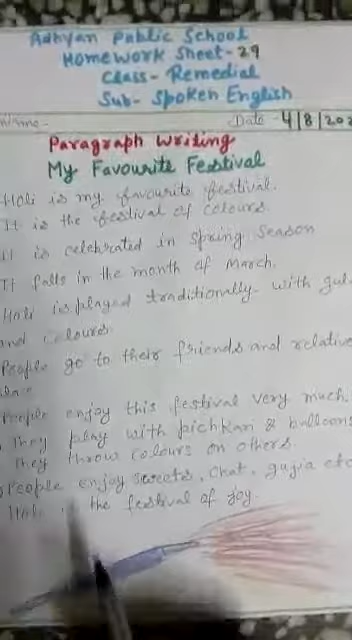 Adhyan Public School
Homework Sheet-29
Class- Remedial
Sub- Spoken English
Name- Date - 4/8/202
Paragraph Writing
My Favourite Festival
Holi is my favourite festival.
It is the festival of colours.
It is celebrated in Spring Season
It falls in the month of March.
Holi is played traditionally with gul
and colours
People go to their friends and relative
People enjoy this festival very much.
They play with pichkari & balloons
They throw colours on others.
People enjoy sweets, chat, gujia etc
Holi the festival of joy.